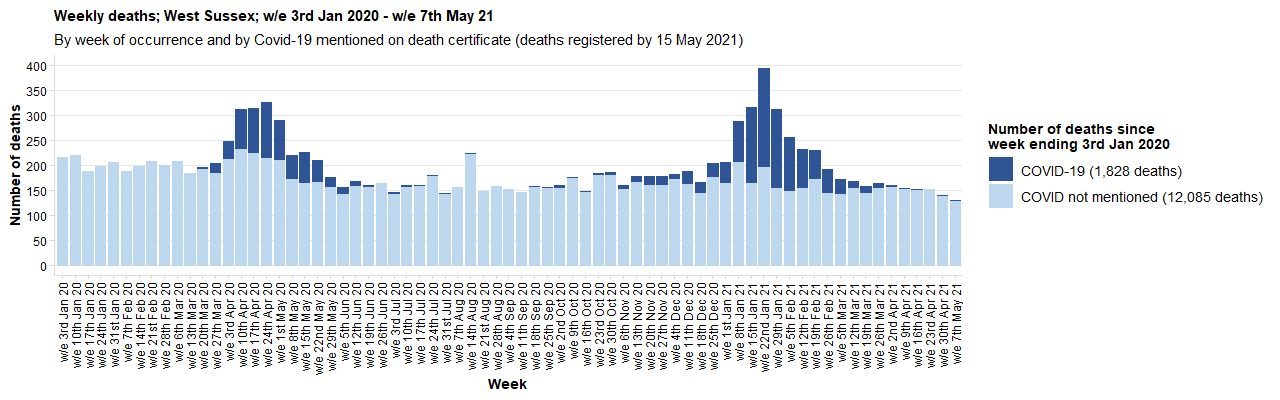 Weekly deaths; West Sussex; w/e 3rd Jan 2020 - w/e 7th May 21
By week of occurrence and by Covid-19 mentioned on death certificate (deaths registered by 15 May 2021)
Number of deaths
400
350
300
250
200
150
100
50
0
w/e 3rd Jan 20
w/e 10th Jan 20
w/e 17th Jan 20
w/e 24th Jan 20
w/e 31st Jan 20
w/e 7th Feb 20
w/e 14th Feb 20
w/e 21st Feb 20
w/e 28th Feb 20
w/e 6th Mar 20
w/e 13th Mar 20
w/e 20th Mar 20
w/e 27th Mar 20
w/e 3rd Apr 20
w/e 10th Apr 20
w/e 17th Apr 20
w/e 24th Apr 20
w/e 1st May 20
w/e 8th May 20
w/e 15th May 20
w/e 22nd May 20
w/e 29th May 20
w/e 5th Jun 20
w/e 12th Jun 20
w/e 19th Jun 20
w/e 26th Jun 20
w/e 3rd Jul 20
w/e 10th Jul 20
w/e 17th Jul 20
w/e 24th Jul 20
w/e 31st Jul 20
w/e 7th Aug 20
w/e 14th Aug 20
w/e 21st Aug 20
w/e 28th Aug 20
w/e 4th Sep 20
w/e 11th Sep 20
w/e 18th Sep 20
w/e 25th Sep 20
w/e 2nd Oct 20
w/e 9th Oct 20
w/e 16th Oct 20
w/e 23rd Oct 20
w/e 30th Oct 20
w/e 6th Nov 20
w/e 13th Nov 20
w/e 20th Nov 20
w/e 27th Nov 20
w/e 4th Dec 20
w/e 11th Dec 20
w/e 18th Dec 20
w/e 25th Dec 20
w/e 1st Jan 21
w/e 8th Jan 21
w/e 15th Jan 21
w/e 22nd Jan 21
w/e 29th Jan 21
w/e 5th Feb 21
w/e 12th Feb 21
w/e 19th Feb 21
w/e 26th Feb 21
w/e 5th Mar 21
w/e 12th Mar 21
w/e 19th Mar 21
w/e 26th Mar 21
w/e 2nd Apr 21
w/e 9th Apr 21
w/e 16th Apr 21
w/e 23rd Apr 21
w/e 30th Apr 21
w/e 7th May 21
Week
Number of deaths since
week ending 3rd Jan 2020
COVID-19 (1,828 deaths)
COVID not mentioned (12,085 deaths)